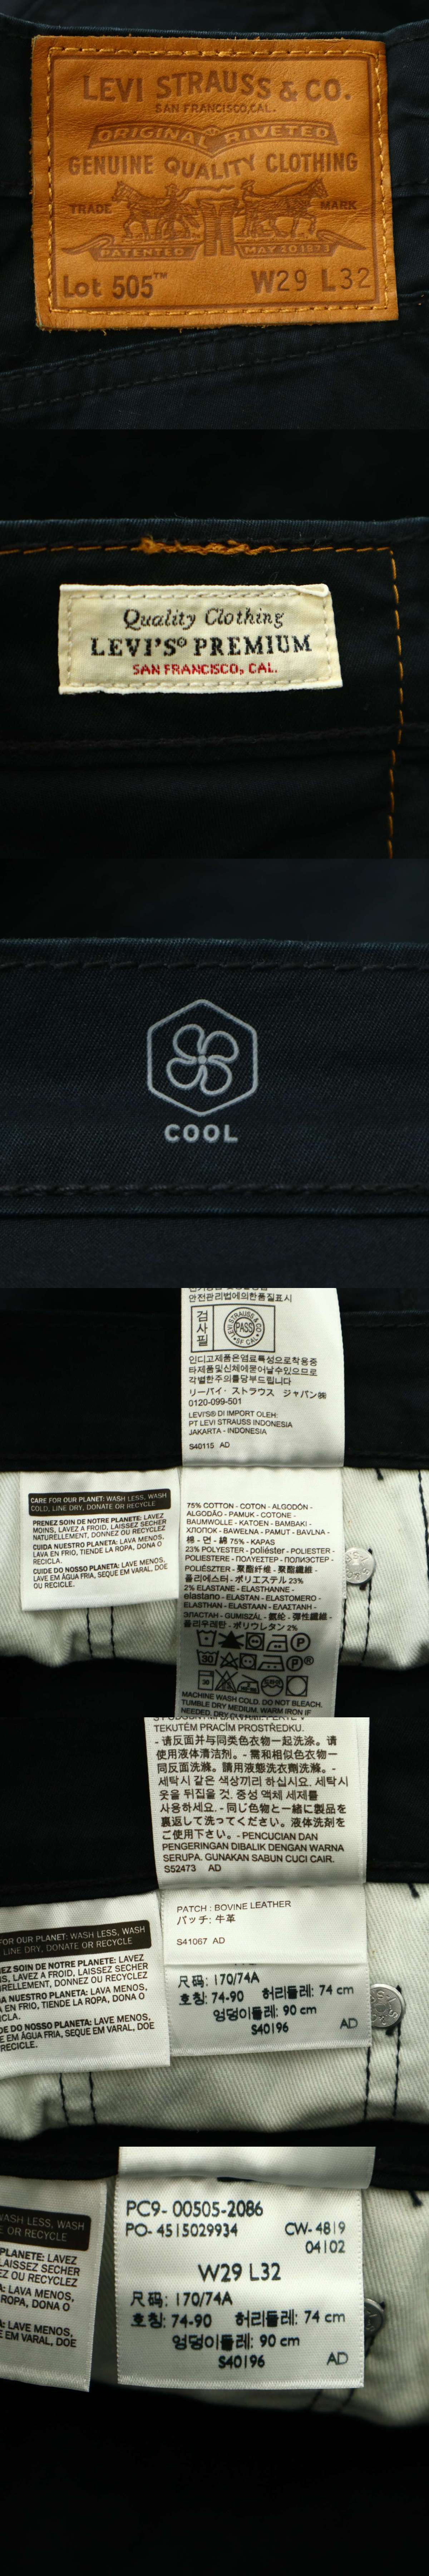 LEVI STRAUSS & CO.
SAN FRANCISCO, CAL.
ORIGINAL RIVETED
GENUINE QUALITY CLOTHING
TRADE MARK
PATENTED MAY 20 1873
Lot 505™ W29 L32
Quality Clothing
LEVI'S® PREMIUM
SAN FRANCISCO, CAL.
COOL
안전관리법에의한품질표시
검사필
LEVI STRAUSS & CO
PASS
SF CAL
인디고제품은염료특성으로착용중
타제품및신체에묻어날수있으므로
각별한주의를당부드립니다
リーバイ・ストラウス ジャパン㈱
0120-099-501
LEVI'S® DI IMPORT OLEH:
PT LEVI STRAUSS INDONESIA
JAKARTA - INDONESIA
S40115 AD
CARE FOR OUR PLANET: WASH LESS, WASH
COLD, LINE DRY, DONATE OR RECYCLE
PRENEZ SOIN DE NOTRE PLANETE: LAVEZ
MOINS, LAVEZ A FROID, LAISSEZ SECHER
NATURELLEMENT, DONNEZ OU RECYCLEZ
CUIDA NUESTRO PLANETA: LAVA MENOS,
LAVA EN FRIO, TIENDE LA ROPA, DONA O
RECICLA.
CUIDE DO NOSSO PLANETA: LAVE MENOS,
LAVE EM ÁGUA FRIA, SEQUE EM VARAL, DOE
OU RECICLE.
75% COTTON - COTON - ALGODÓN -
ALGODÃO - PAMUK - COTONE -
BAUMWOLLE - KATOEN - BAMBAKI -
ХЛОПОК - BAWEŁNA - PAMUT - BAVLNA -
棉 - 면 - 綿 75% - KAPAS
23% POLYESTER - poliéster - POLIESTER -
POLIESTERE - ПОЛΥΕΣΤΕΡ - ПОЛИЭСТЕР -
POLIÉSZTER - 聚酯纤维 - 聚酯纖維 -
폴리에스터 - ポリエステル 23%
2% ELASTANE - ELASTHANNE -
elastano - ELASTAN - ELASTOMERO -
ELASTHAN - ELASTAAN - ΕΛΑΣΤΑΝΗ -
ЭЛАСТАН - GUMISZÁL - 氨纶 - 彈性纖維 -
폴리우레탄 - ポリウレタン 2%
MACHINE WASH COLD. DO NOT BLEACH.
TUMBLE DRY MEDIUM. WARM IRON IF
NEEDED. DRY CLEAN
TEKUTÉM PRACÍM PROSTŘEDKU.
- 请反面并与同类色衣物一起洗涤。请
使用液体清洁剂。- 需和相似色衣物一
同反面洗滌。請用液態洗衣劑洗滌。-
세탁시 같은 색상끼리 하십시요. 세탁시
옷을 뒤집을 것. 중성 액체 세제를
사용하세요. - 同じ色物と一緒に製品を
裏返して洗ってください。液体洗剤を
ご使用下さい。- PENCUCIAN DAN
PENGERINGAN DIBALIK DENGAN WARNA
SERUPA. GUNAKAN SABUN CUCI CAIR.
S52473 AD
FOR OUR PLANET: WASH LESS, WASH
LINE DRY, DONATE OR RECYCLE
PATCH : BOVINE LEATHER
パッチ: 牛革
S41067 AD
尺码: 170/74A
호칭: 74-90 허리둘레: 74 cm
엉덩이둘레: 90 cm
S40196 AD
PC9- 00505-2086
PO- 4515029934 CW- 4819
04102
W29 L32
尺码: 170/74A
호칭: 74-90 허리둘레: 74 cm
엉덩이둘레: 90 cm
S40196 AD